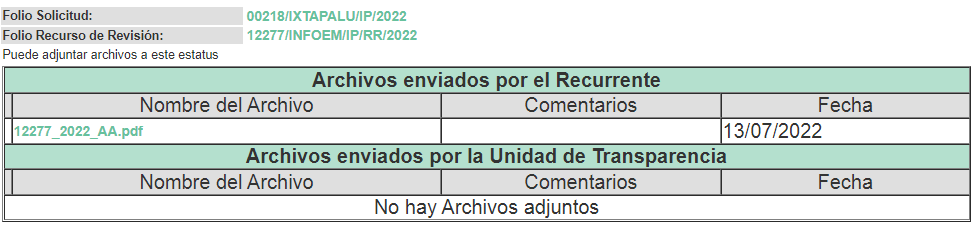 Folio Solicitud: 00218/IXTAPALU/IP/2022
Folio Recurso de Revisión: 12277/INFOEM/IP/RR/2022
Puede adjuntar archivos a este estatus
Archivos enviados por el Recurrente
Nombre del Archivo Comentarios Fecha
12277_2022_AA.pdf 13/07/2022
Archivos enviados por la Unidad de Transparencia
Nombre del Archivo Comentarios Fecha
No hay Archivos adjuntos